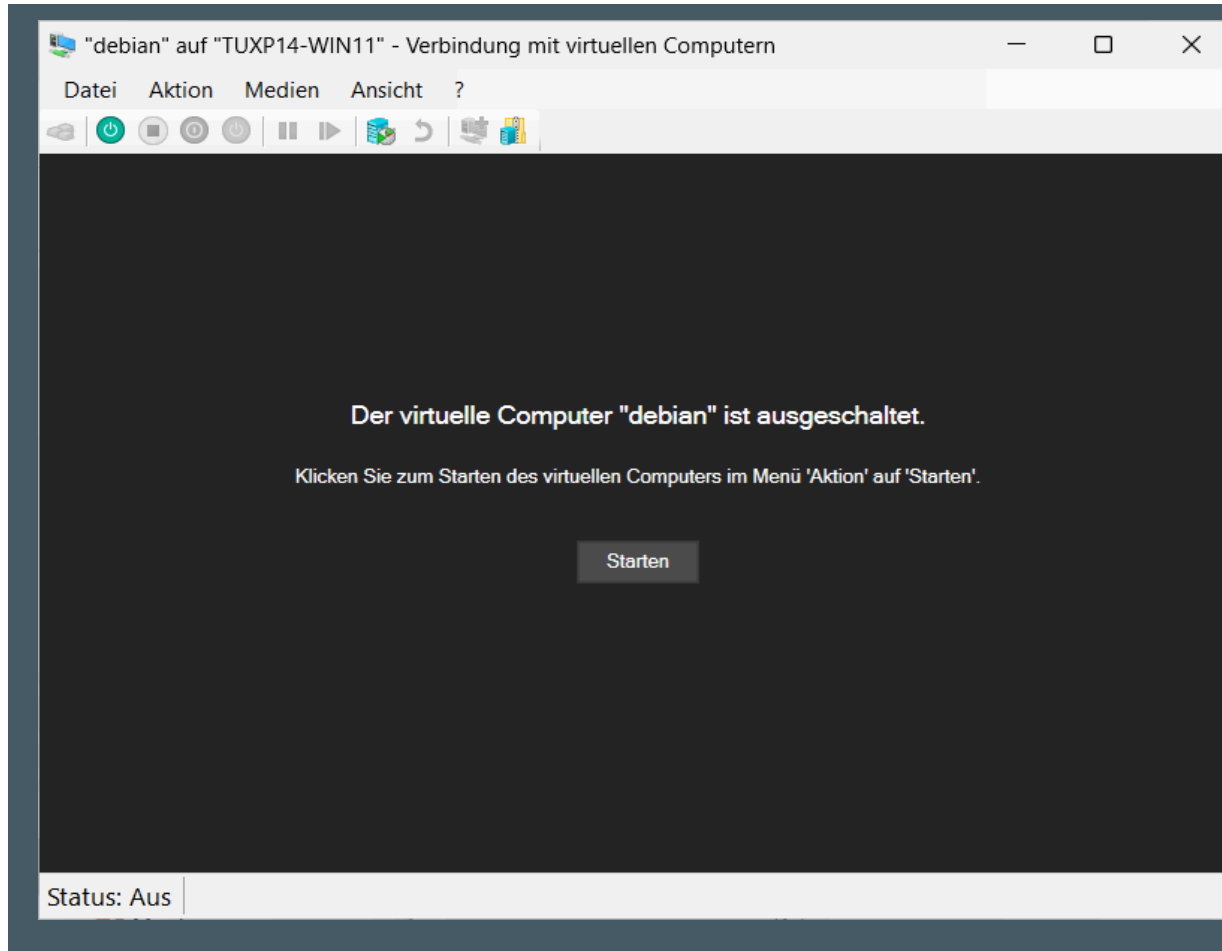 "debian" auf "TUXP14-WIN11" - Verbindung mit virtuellen Computern
Datei Aktion Medien Ansicht ?
Der virtuelle Computer "debian" ist ausgeschaltet.
Klicken Sie zum Starten des virtuellen Computers im Menü 'Aktion' auf 'Starten'.
Starten
Status: Aus